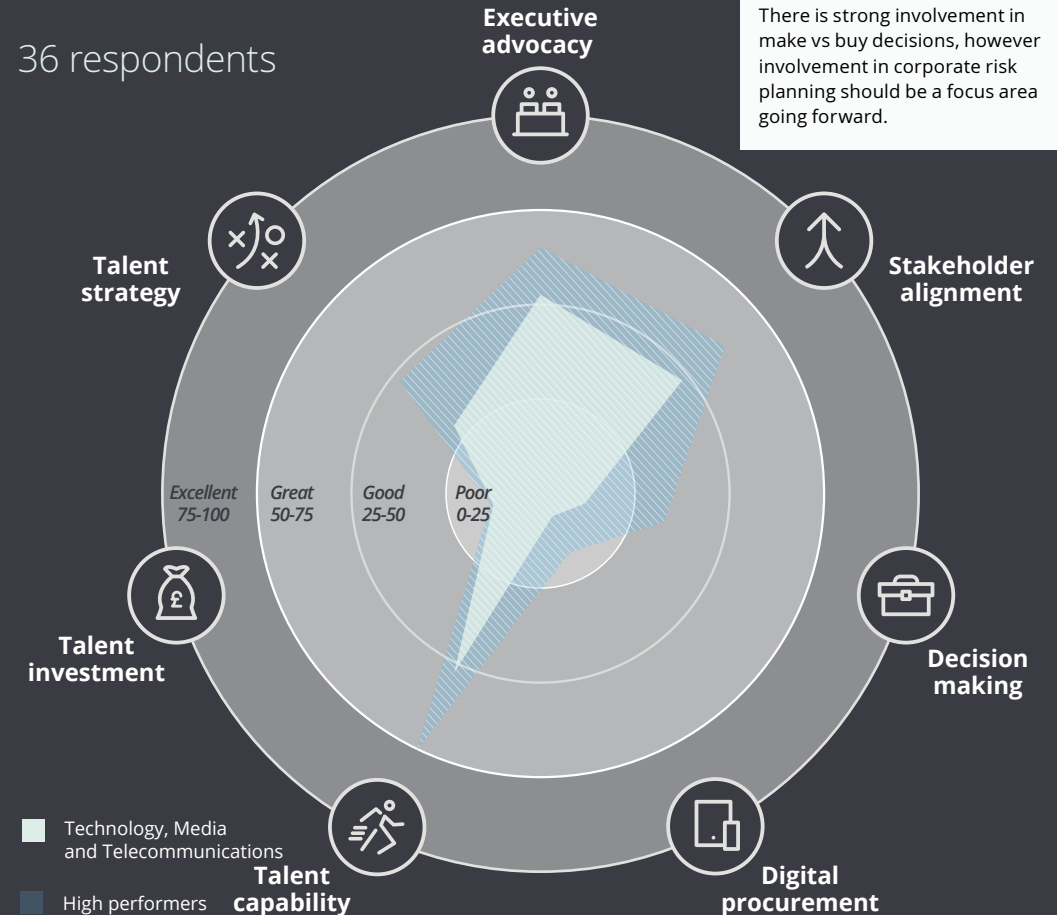 36 respondents
Executive
advocacy
There is strong involvement in
make vs buy decisions, however
involvement in corporate risk
planning should be a focus area
going forward.
Talent
strategy
Stakeholder
alignment
Excellent
75-100
Great
50-75
Good
25-50
Poor
0-25
£
Talent
investment
Decision
making
Technology, Media
and Telecommunications
High performers
Talent
capability
Digital
procurement